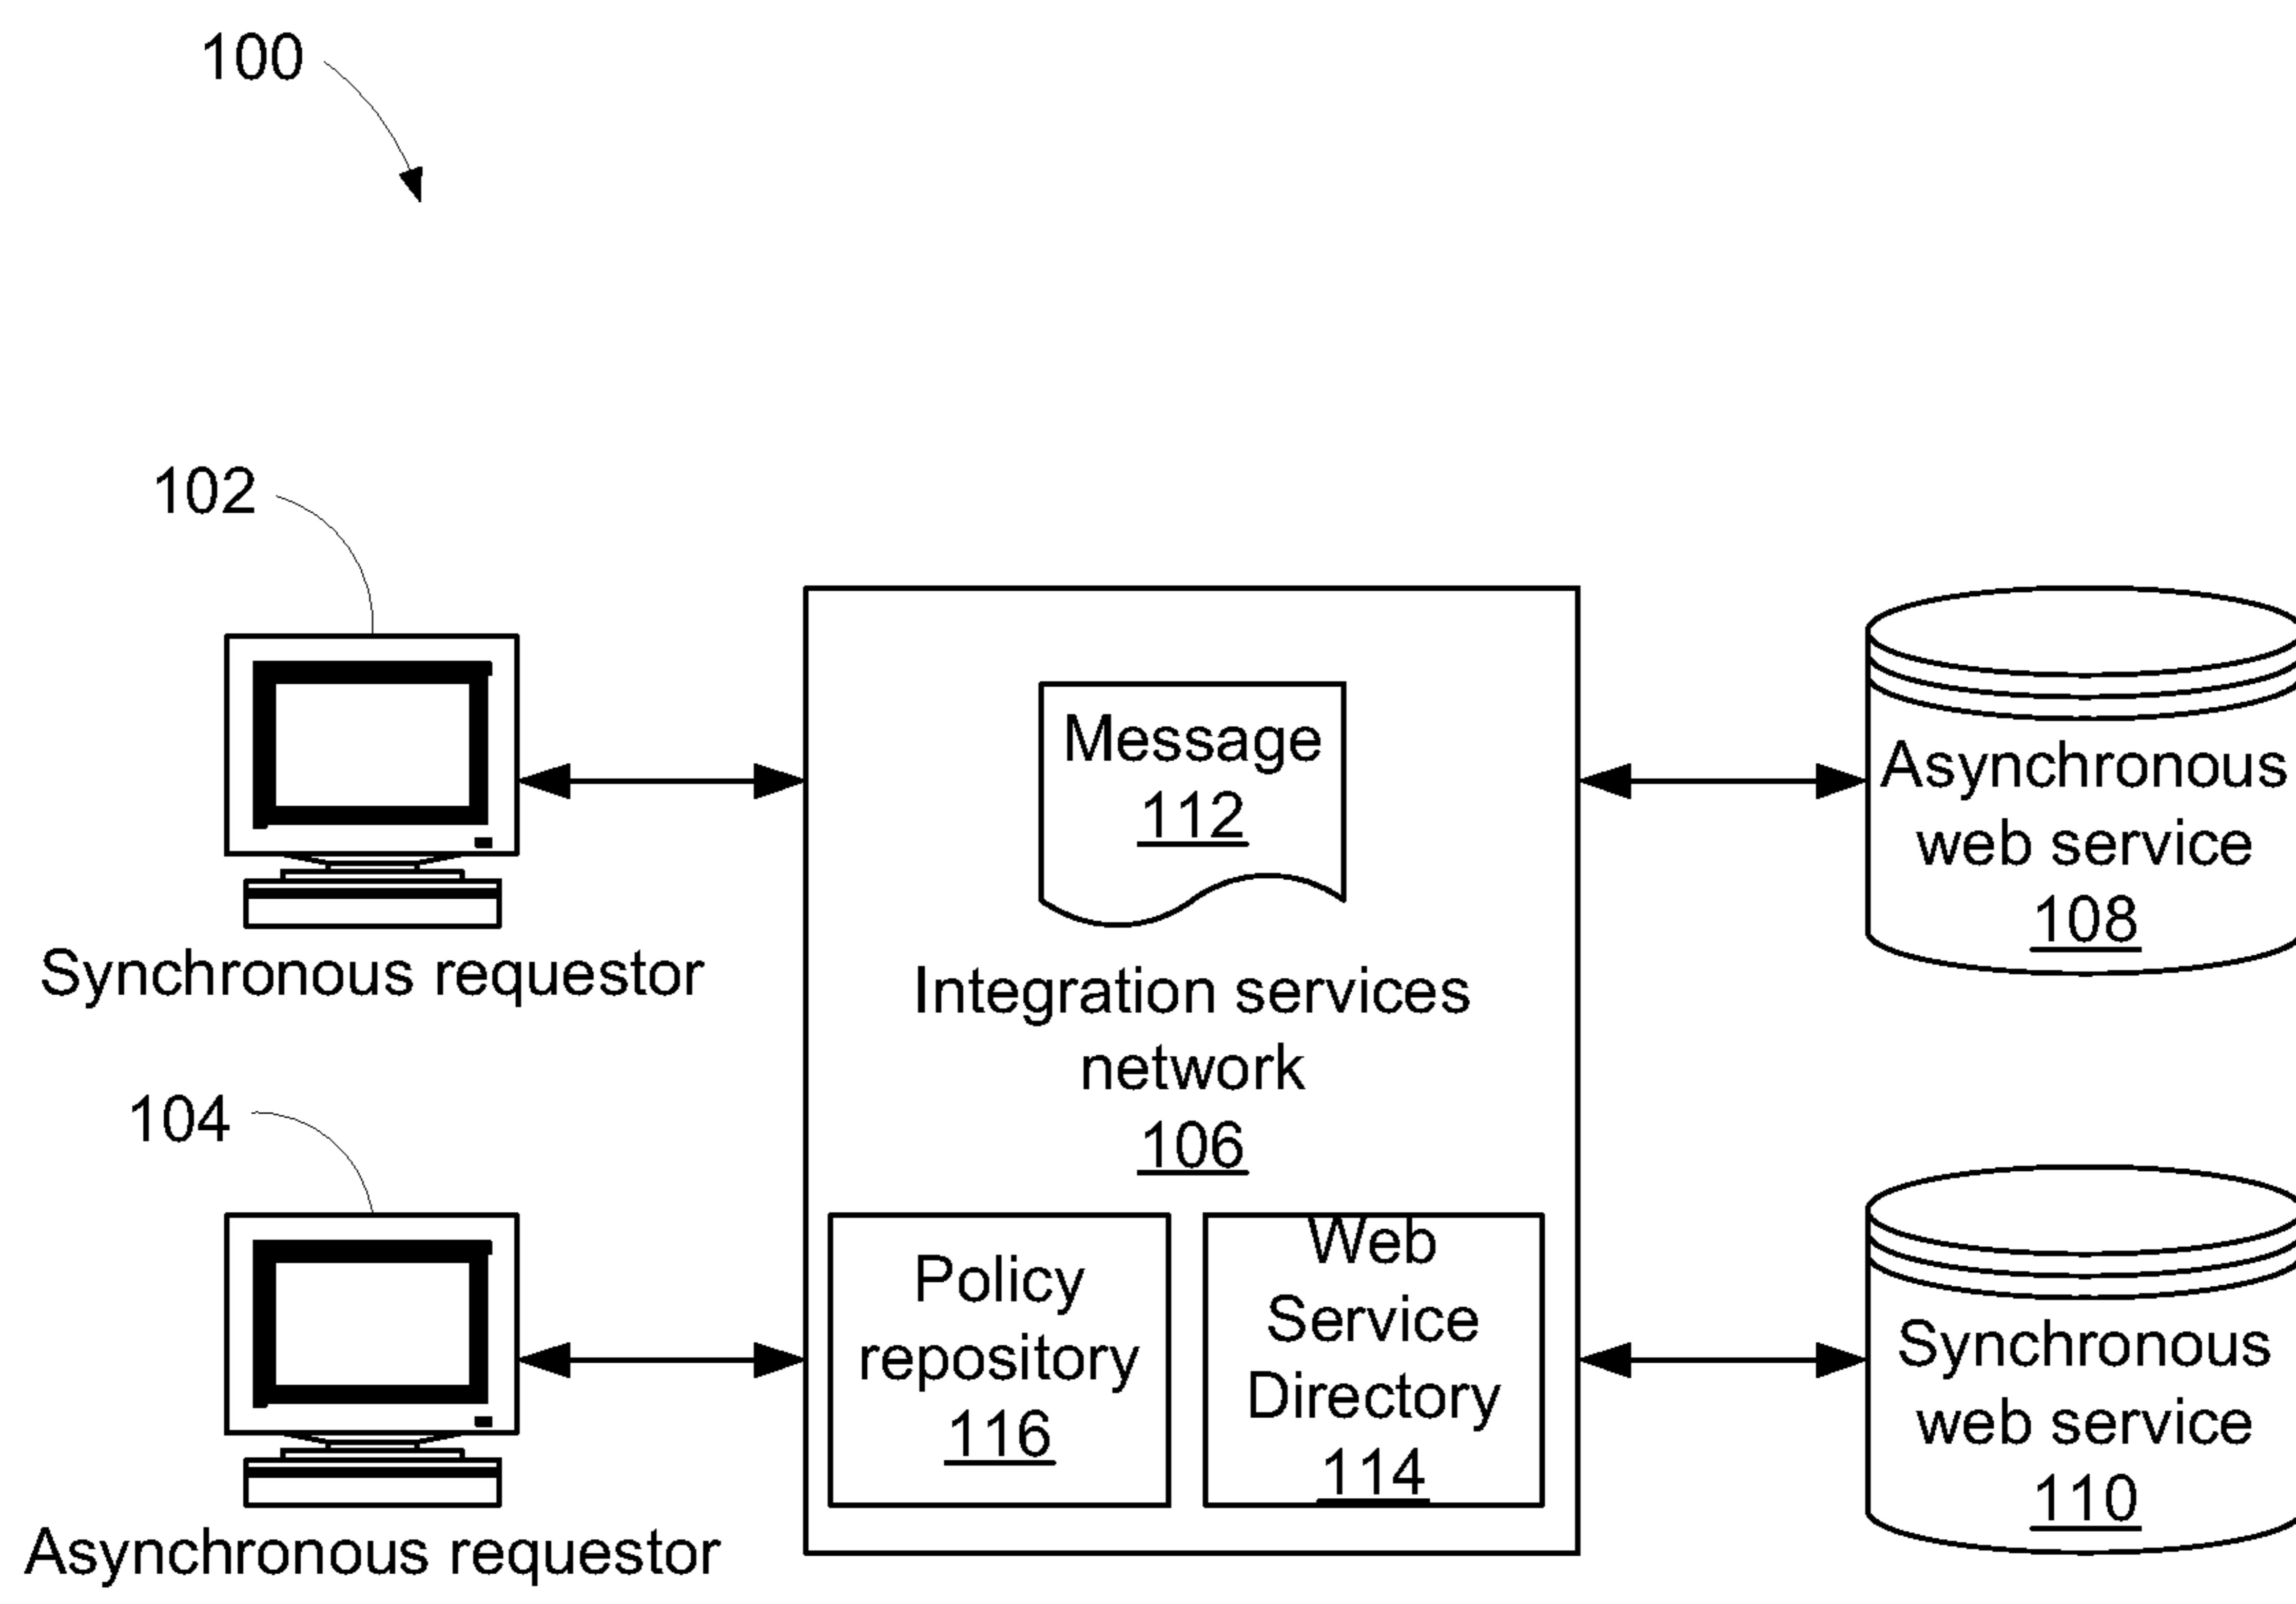 100
102
Synchronous requestor
104
Asynchronous requestor
Message
112
Integration services
network
106
Policy
repository
116
Web
Service
Directory
114
Asynchronous
web service
108
Synchronous
web service
110